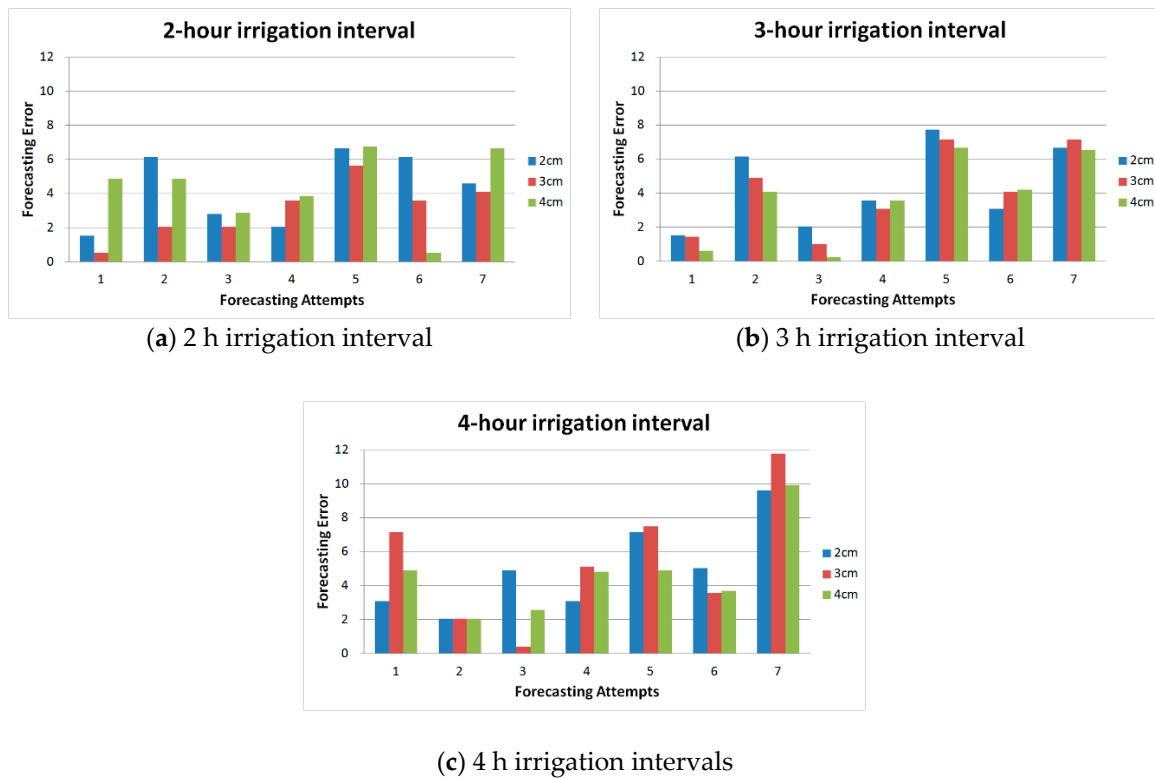 2-hour irrigation interval
12
10
8
6
4
2
0
Forecasting Error
1 2 3 4 5 6 7
Forecasting Attempts
2cm
3cm
4cm
(a) 2 h irrigation interval
3-hour irrigation interval
12
10
8
6
4
2
0
Forecasting Error
1 2 3 4 5 6 7
Forecasting Attempts
2cm
3cm
4cm
(b) 3 h irrigation interval
4-hour irrigation interval
12
10
8
6
4
2
0
Forecasting Error
1 2 3 4 5 6 7
Forecasting Attempts
2cm
3cm
4cm
(c) 4 h irrigation intervals